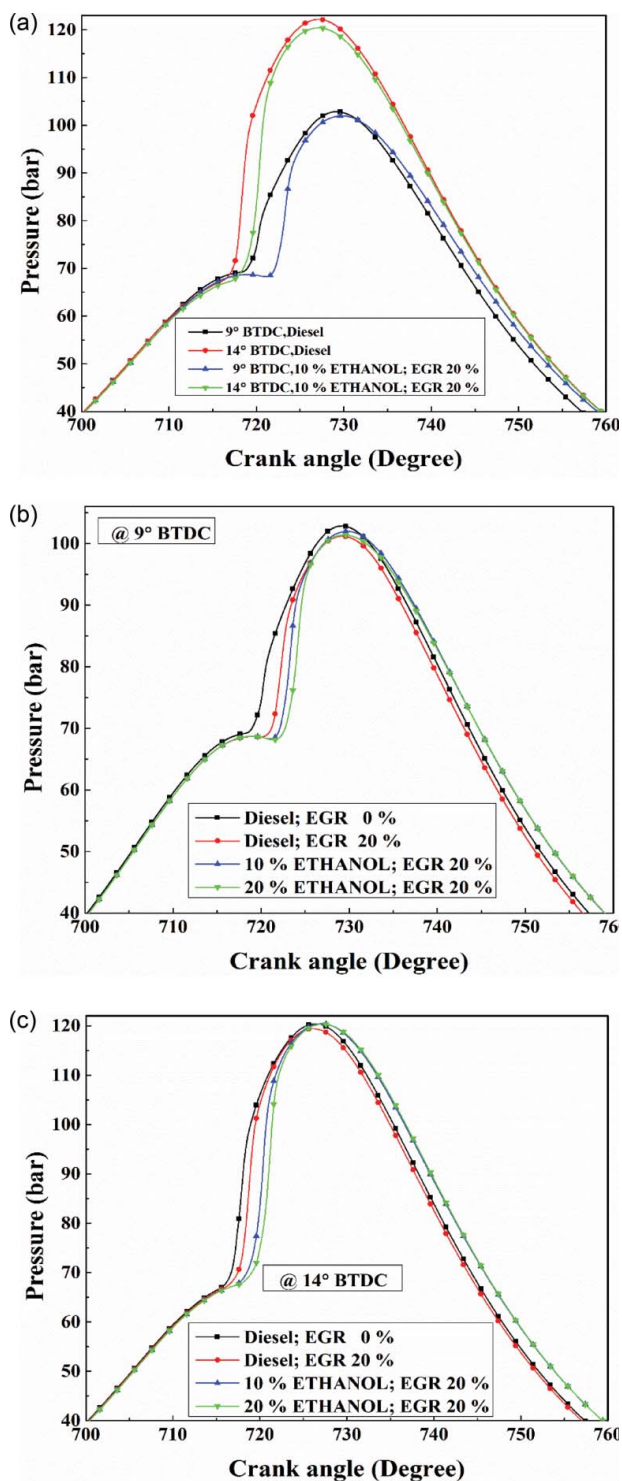 (a)
120
110
100
90
80
70
60
50
40
Pressure (bar)
9° BTDC,Diesel
14° BTDC,Diesel
9° BTDC,10 % ETHANOL; EGR 20 %
14° BTDC,10 % ETHANOL; EGR 20 %
700 710 720 730 740 750 760
Crank angle (Degree)
(b)
@ 9° BTDC
100
90
80
70
60
50
40
Pressure (bar)
Diesel; EGR 0 %
Diesel; EGR 20 %
10 % ETHANOL; EGR 20 %
20 % ETHANOL; EGR 20 %
700 710 720 730 740 750 760
Crank angle (Degree)
(c)
120
110
100
90
80
70
60
50
40
Pressure (bar)
@ 14° BTDC
Diesel; EGR 0 %
Diesel; EGR 20 %
10 % ETHANOL; EGR 20 %
20 % ETHANOL; EGR 20 %
700 710 720 730 740 750 760
Crank angle (Degree)